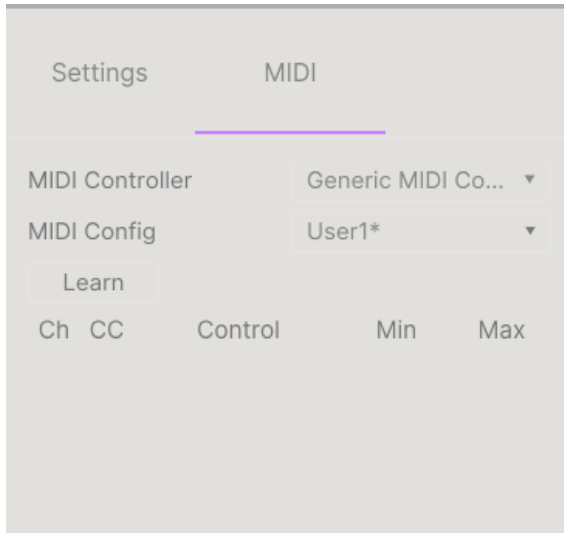 Settings MIDI
MIDI Controller Generic MIDI Co...
MIDI Config User1*
Learn
Ch CC Control Min Max